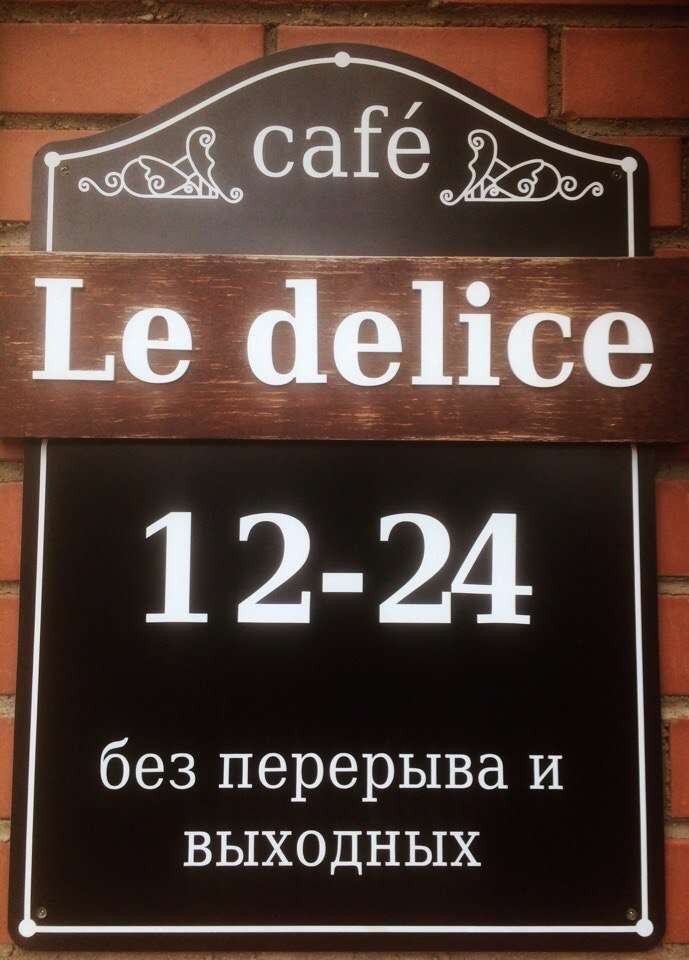 café
Le delice
12-24
без перерыва и
выходных